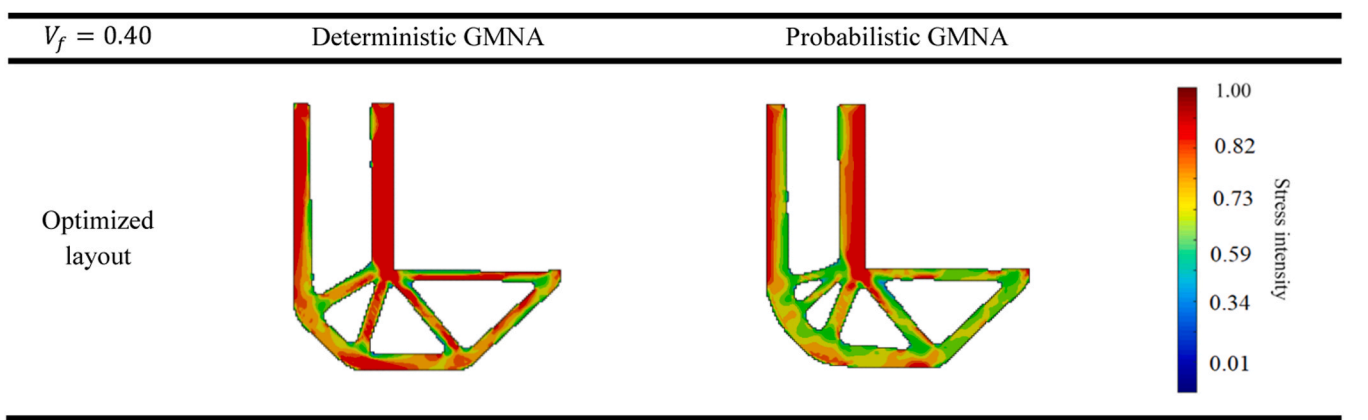 V_f = 0.40 Deterministic GMNA Probabilistic GMNA
Optimized
layout
1.00
0.82
0.73
0.59
0.34
0.01
Stress intensity